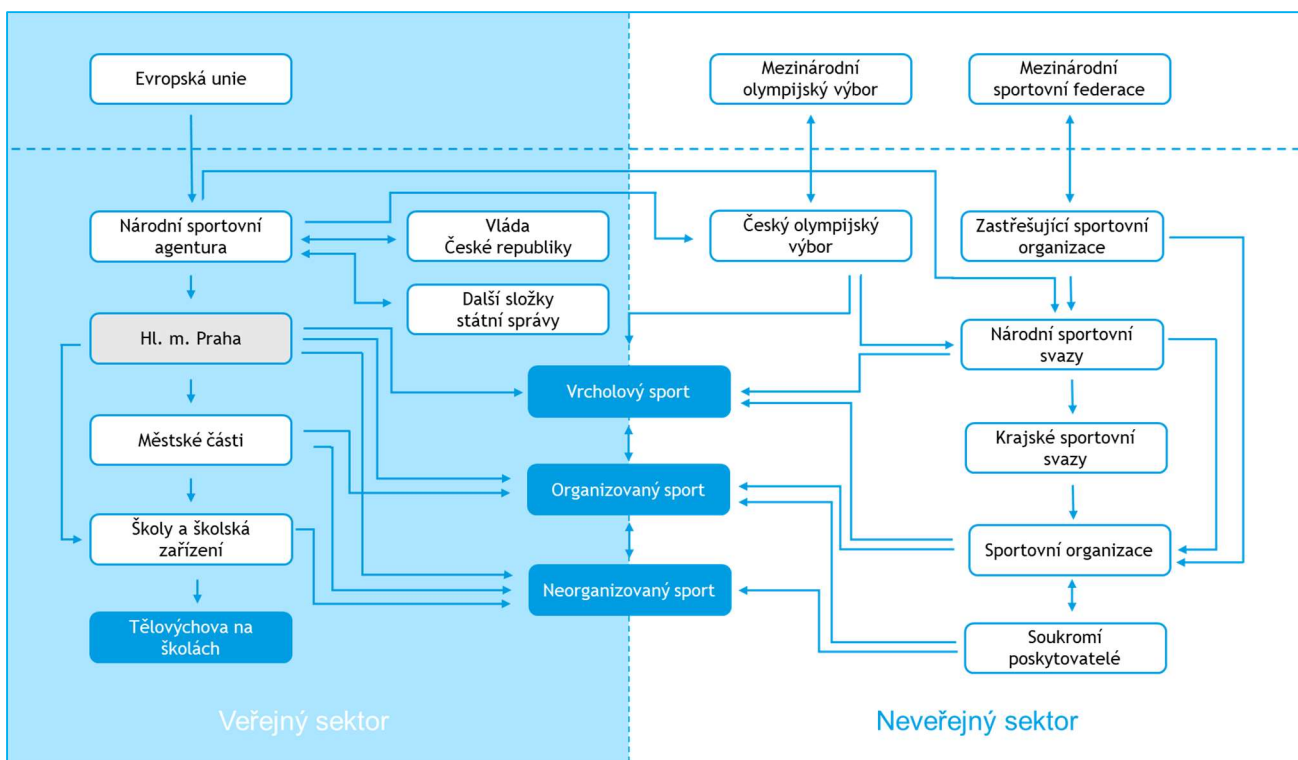 Evropská unie
Mezinárodní
olympijský výbor
Mezinárodní
sportovní federace
Národní sportovní
agentura
Vláda
České republiky
Český olympijský
výbor
Zastřešující sportovní
organizace
Další složky
státní správy
Hl. m. Praha
Národní sportovní
svazy
Vrcholový sport
Městské části
Krajské sportovní
svazy
Organizovaný sport
Školy a školská
zařízení
Sportovní organizace
Neorganizovaný sport
Tělovýchova na
školách
Soukromí
poskytovatelé
Veřejný sektor
Neveřejný sektor